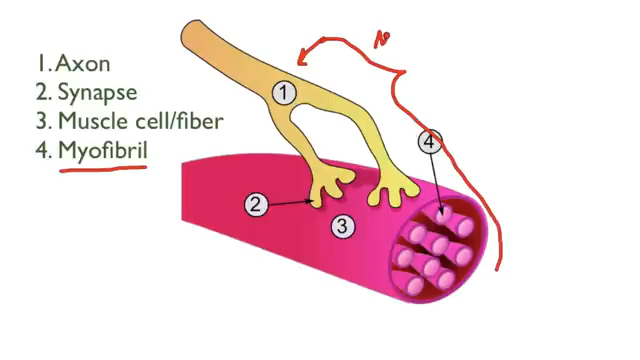 1. Axon
2. Synapse
3. Muscle cell/fiber
4. Myofibril
1
4
2
3